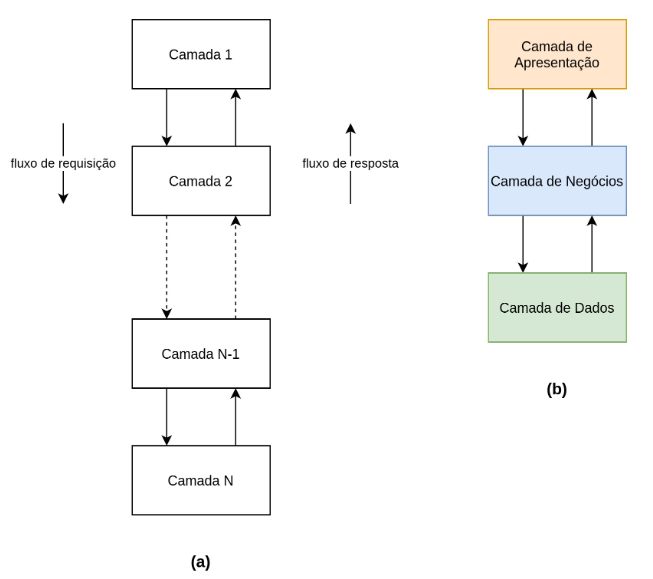 Camada 1
fluxo de requisição
Camada 2
fluxo de resposta
Camada N-1
Camada N
(a)
Camada de
Apresentação
Camada de Negócios
Camada de Dados
(b)